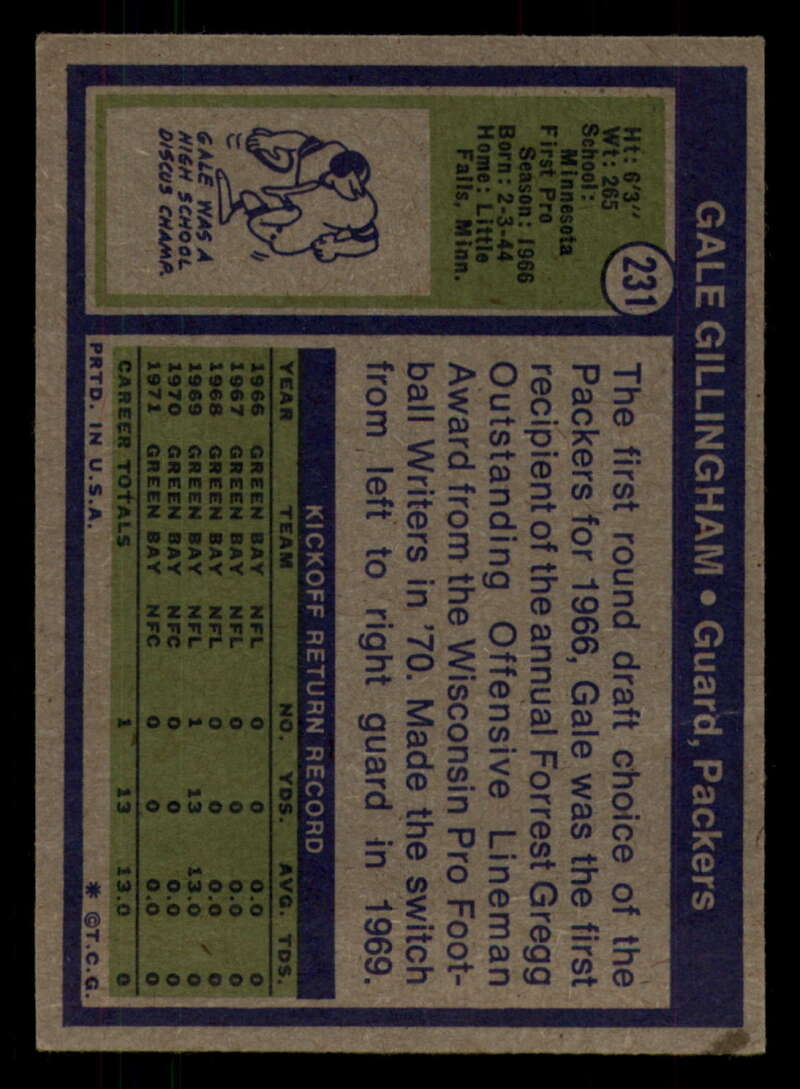 GALE GILLINGHAM • Guard, Packers
231
Ht: 6'3"
Wt: 265
School:
Minnesota
First Pro
Season: 1966
Born: 2-3-44
Home: Little
Falls, Minn.
GALE WAS A
HIGH SCHOOL
DISCUS CHAMP.
The first round draft choice of the
Packers for 1966, Gale was the first
recipient of the annual Forrest Gregg
Outstanding Offensive Lineman
Award from the Wisconsin Pro Foot-
ball Writers in '70. Made the switch
from left to right guard in 1969.
KICKOFF RETURN RECORD
YEAR TEAM NO. YDS. AVG. TDS.
1966 GREEN BAY NFL 0 0 0.0 0
1967 GREEN BAY NFL 0 0 0.0 0
1968 GREEN BAY NFL 0 0 0.0 0
1969 GREEN BAY NFL 1 13 13.0 0
1970 GREEN BAY NFC 0 0 0.0 0
1971 GREEN BAY NFC 0 0 0.0 0
CAREER TOTALS 1 13 13.0 0
PRTD. IN U.S.A. * ©T.C.G.